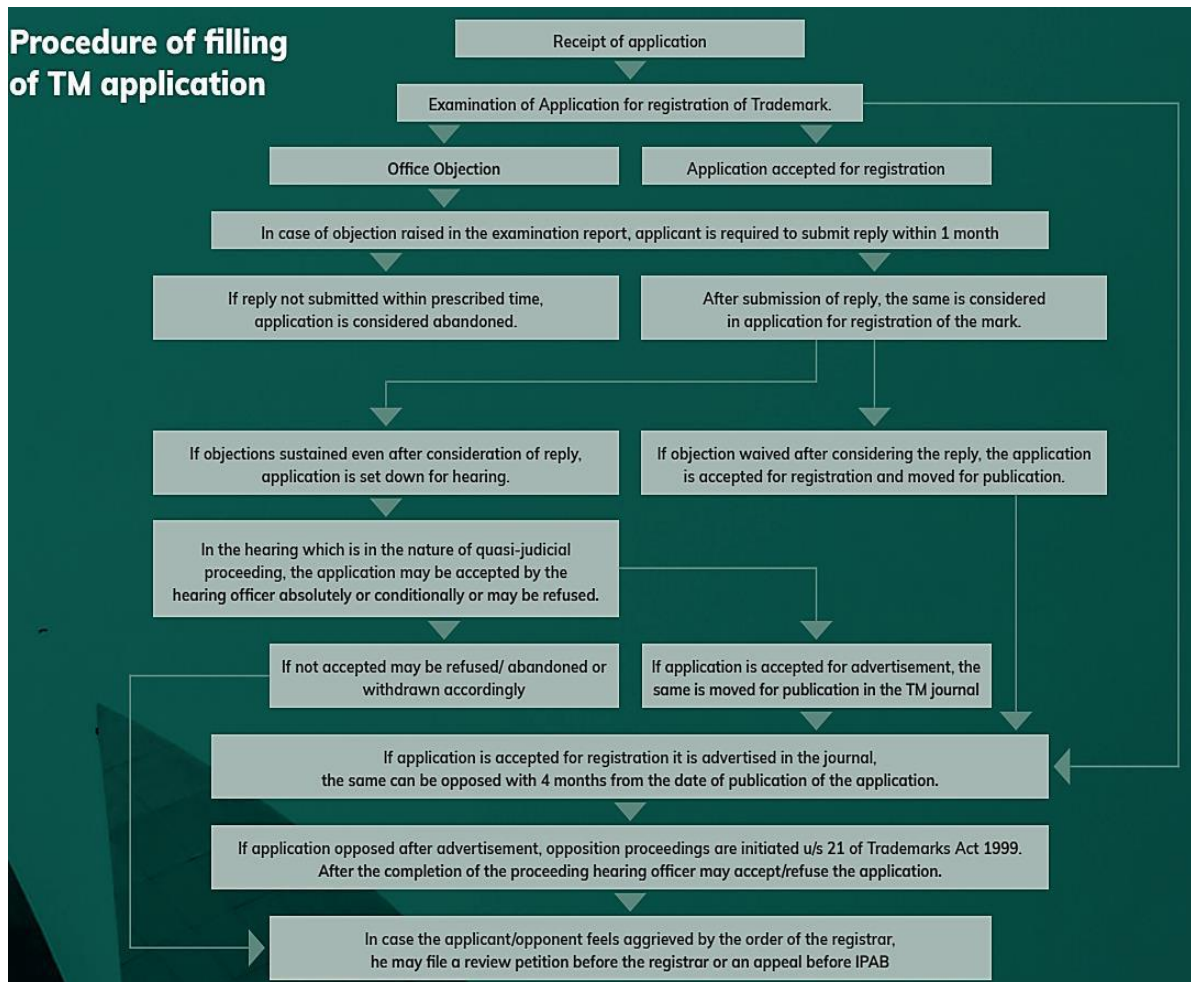 Procedure of filling
of TM application
Receipt of application
Examination of Application for registration of Trademark.
Office Objection
Application accepted for registration
In case of objection raised in the examination report, applicant is required to submit reply within 1 month
If reply not submitted within prescribed time,
application is considered abandoned.
After submission of reply, the same is considered
in application for registration of the mark.
If objections sustained even after consideration of reply,
application is set down for hearing.
If objection waived after considering the reply, the application
is accepted for registration and moved for publication.
In the hearing which is in the nature of quasi-judicial
proceeding, the application may be accepted by the
hearing officer absolutely or conditionally or may be refused.
If not accepted may be refused/ abandoned or
withdrawn accordingly
If application is accepted for advertisement, the
same is moved for publication in the TM journal
If application is accepted for registration it is advertised in the journal,
the same can be opposed with 4 months from the date of publication of the application.
If application opposed after advertisement, opposition proceedings are initiated u/s 21 of Trademarks Act 1999.
After the completion of the proceeding hearing officer may accept/refuse the application.
In case the applicant/opponent feels aggrieved by the order of the registrar,
he may file a review petition before the registrar or an appeal before IPAB